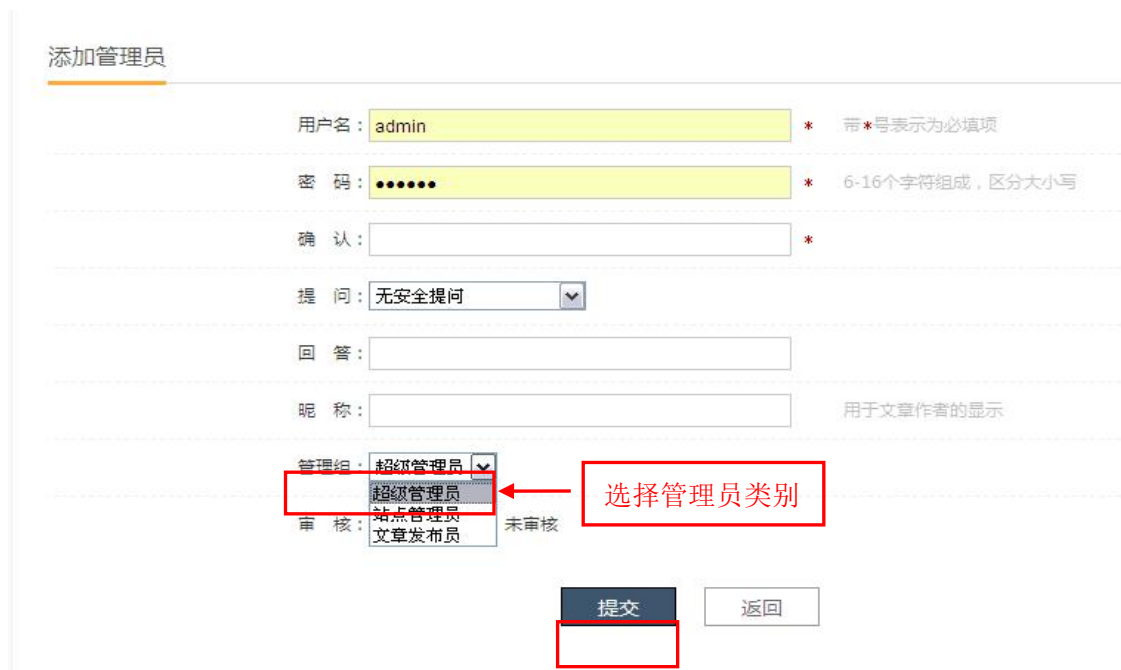 添加管理员
用户名： admin * 带*号表示为必填项
密 码： •••••• * 6-16个字符组成，区分大小写
确 认： *
提 问： 无安全提问
回 答：
昵 称： 用于文章作者的显示
管理组： 超级管理员
超级管理员 选择管理员类别
站点管理员
审 核： 未审核
文章发布员
提交 返回